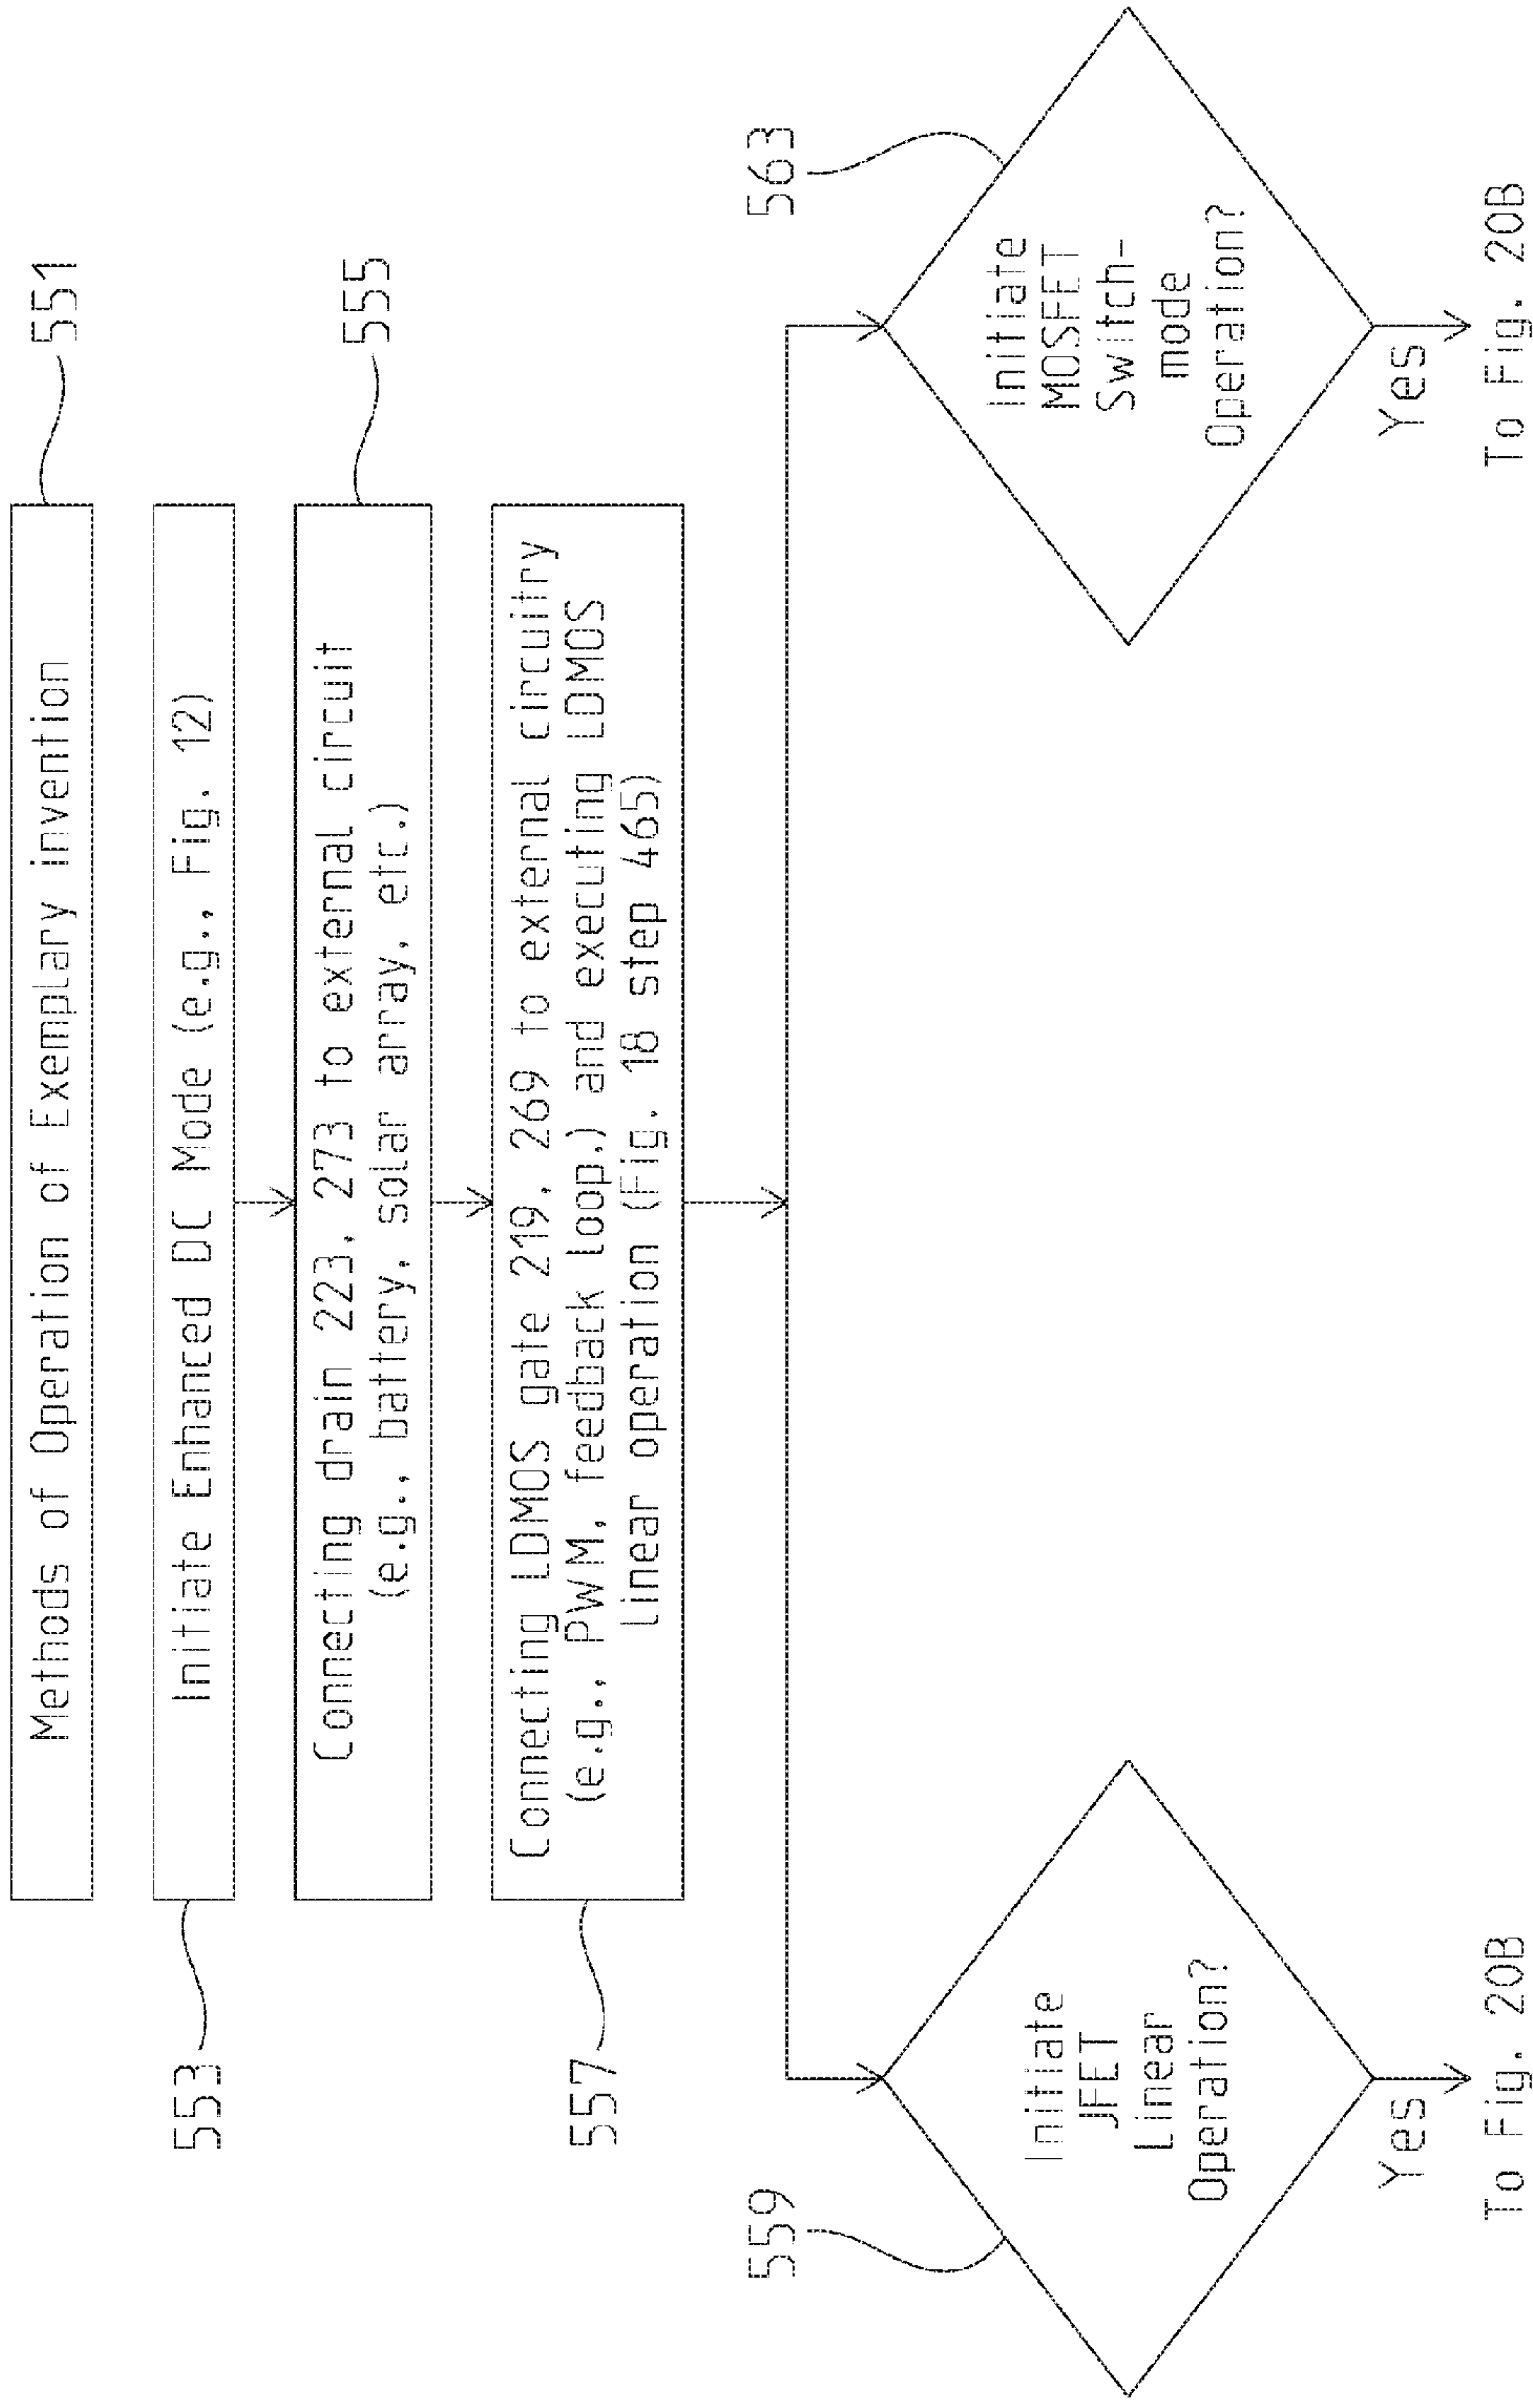 551
Methods of Operation of Exemplary invention
553
Initiate Enhanced DC Mode (e.g., Fig. 12)
555
Connecting drain 223, 273 to external circuit
(e.g., battery, solar array, etc.)
557
Connecting LDMOS gate 219, 269 to external circuitry
(e.g., PWM, feedback loop,) and executing LDMOS
linear operation (Fig. 18 step 465)
559
Initiate
JFET
Linear
Operation?
Yes
To Fig. 20B
563
Initiate
MOSFET
Switch-
mode
Operation?
Yes
To Fig. 20B